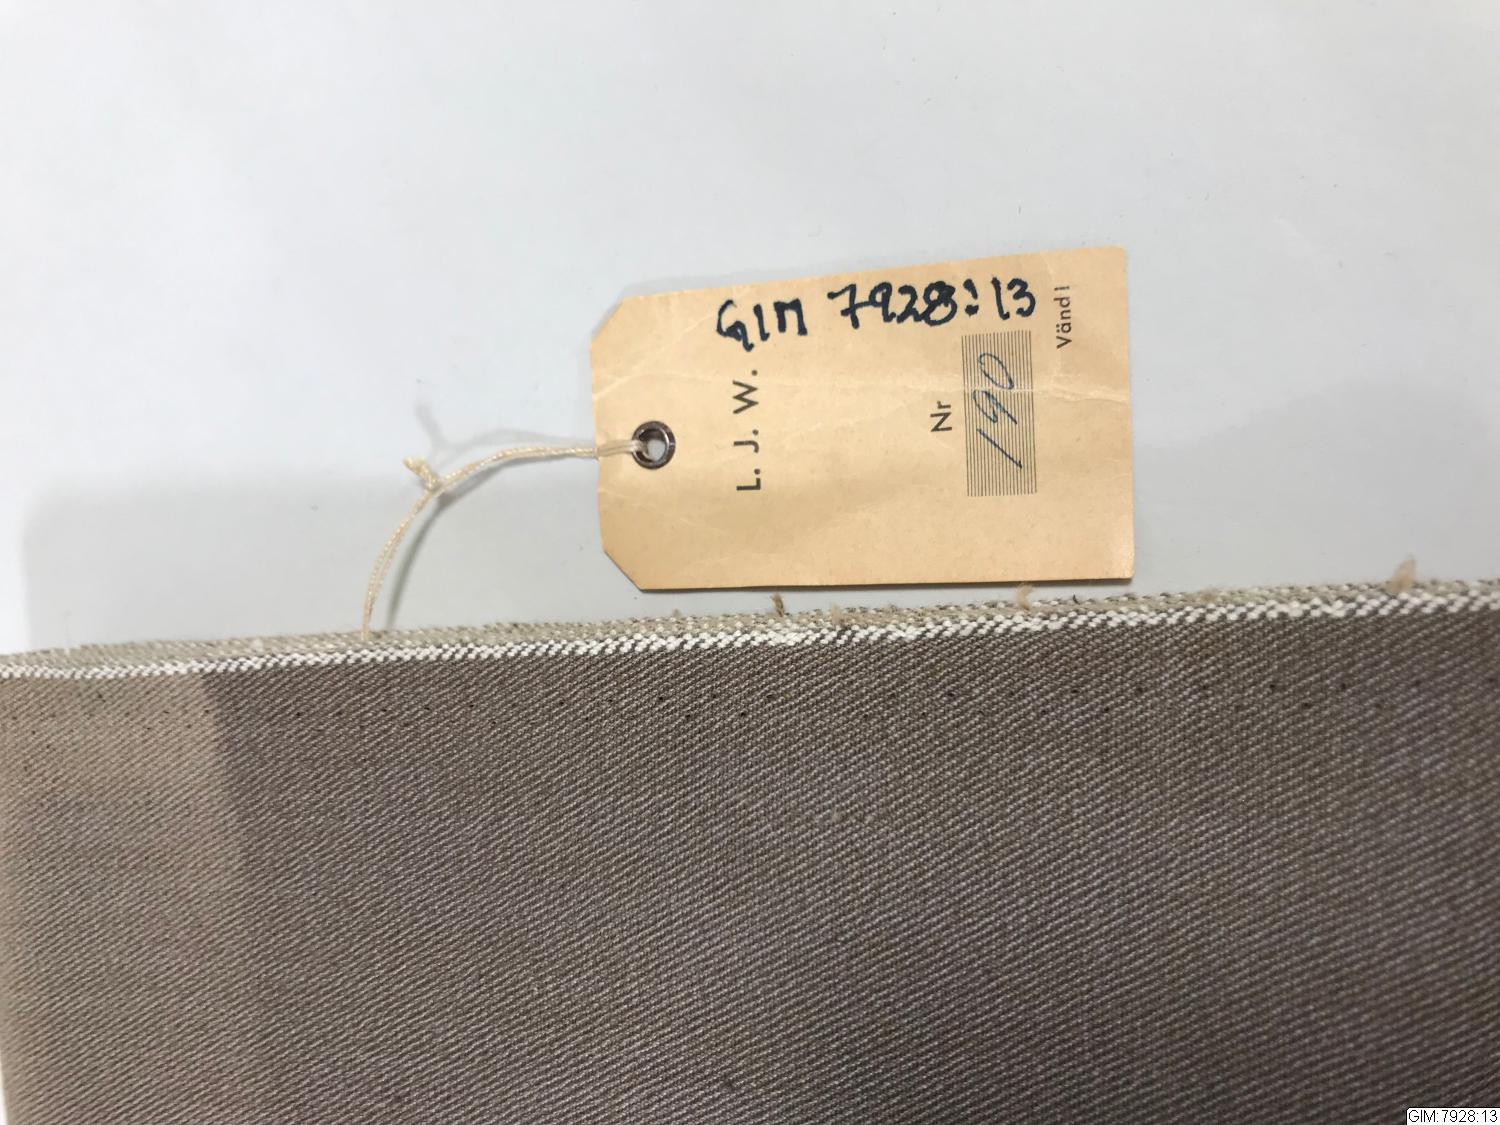 GIM 7928:13
L. J. W.
Nr
190
Vänd!
GIM:7928:13